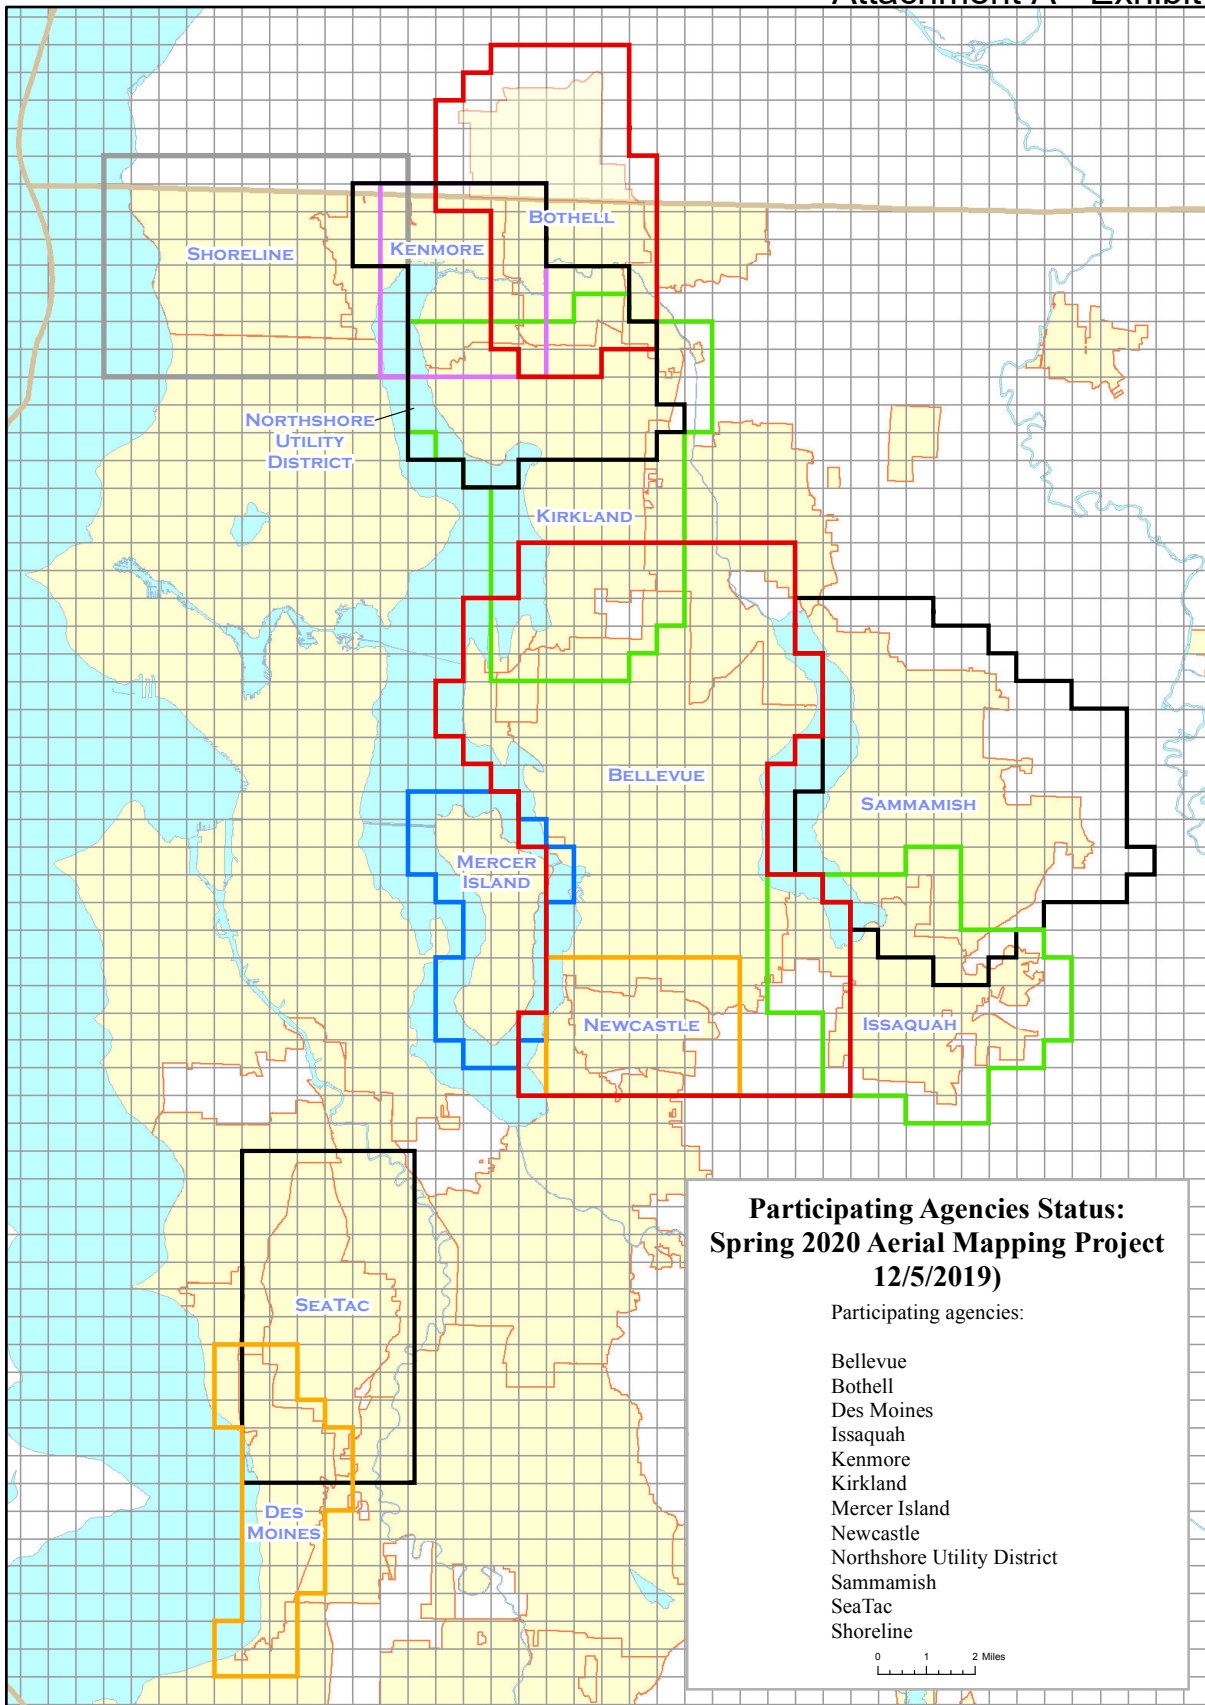 Attachment A - Exhibit
BOTHELL
SHORELINE
KENMORE
NORTHSHORE
UTILITY
DISTRICT
KIRKLAND
BELLEVUE
SAMMAMISH
MERCER
ISLAND
NEWCASTLE
ISSAQUAH
SEATAC
DES
MOINES
Participating Agencies Status:
Spring 2020 Aerial Mapping Project
12/5/2019)
Participating agencies:
Bellevue
Bothell
Des Moines
Issaquah
Kenmore
Kirkland
Mercer Island
Newcastle
Northshore Utility District
Sammamish
SeaTac
Shoreline
0 1 2 Miles